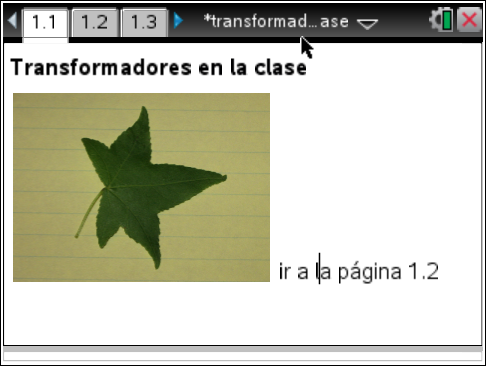 1.1 1.2 1.3 *transformad...ase
Transformadores en la clase
ir a la página 1.2